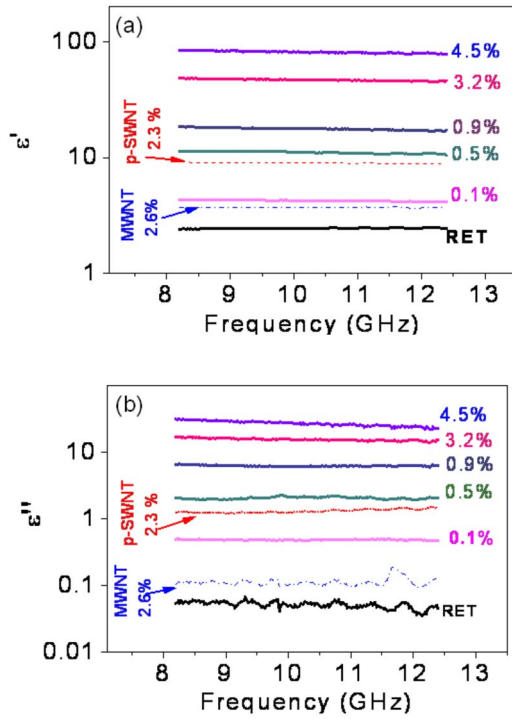 (a)
100
10
1
ε'
p-SWNT
2.3 %
MWNT
2.6%
4.5%
3.2%
0.9%
0.5%
0.1%
RET
8 9 10 11 12 13
Frequency (GHz)
(b)
10
1
0.1
0.01
ε"
p-SWNT
2.3 %
MWNT
2.6%
4.5%
3.2%
0.9%
0.5%
0.1%
RET
8 9 10 11 12 13
Frequency (GHz)